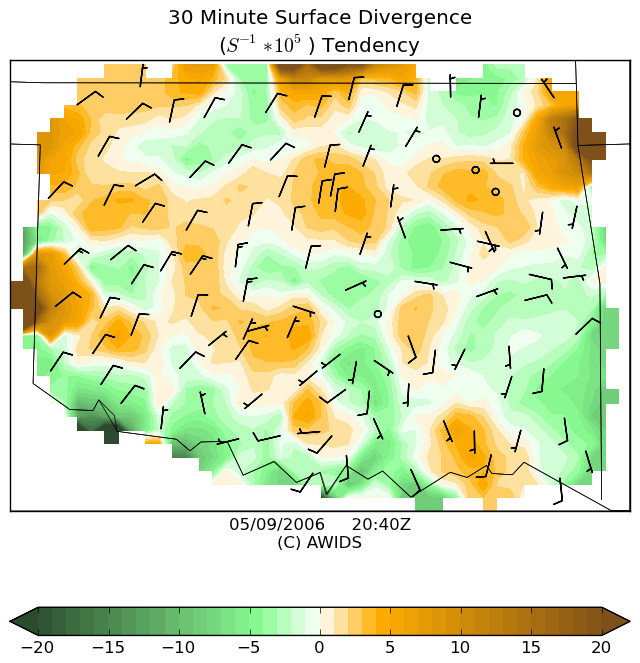 30 Minute Surface Divergence
(S⁻¹ * 10⁵ ) Tendency
05/09/2006 20:40Z
(C) AWIDS
−20 −15 −10 −5 0 5 10 15 20